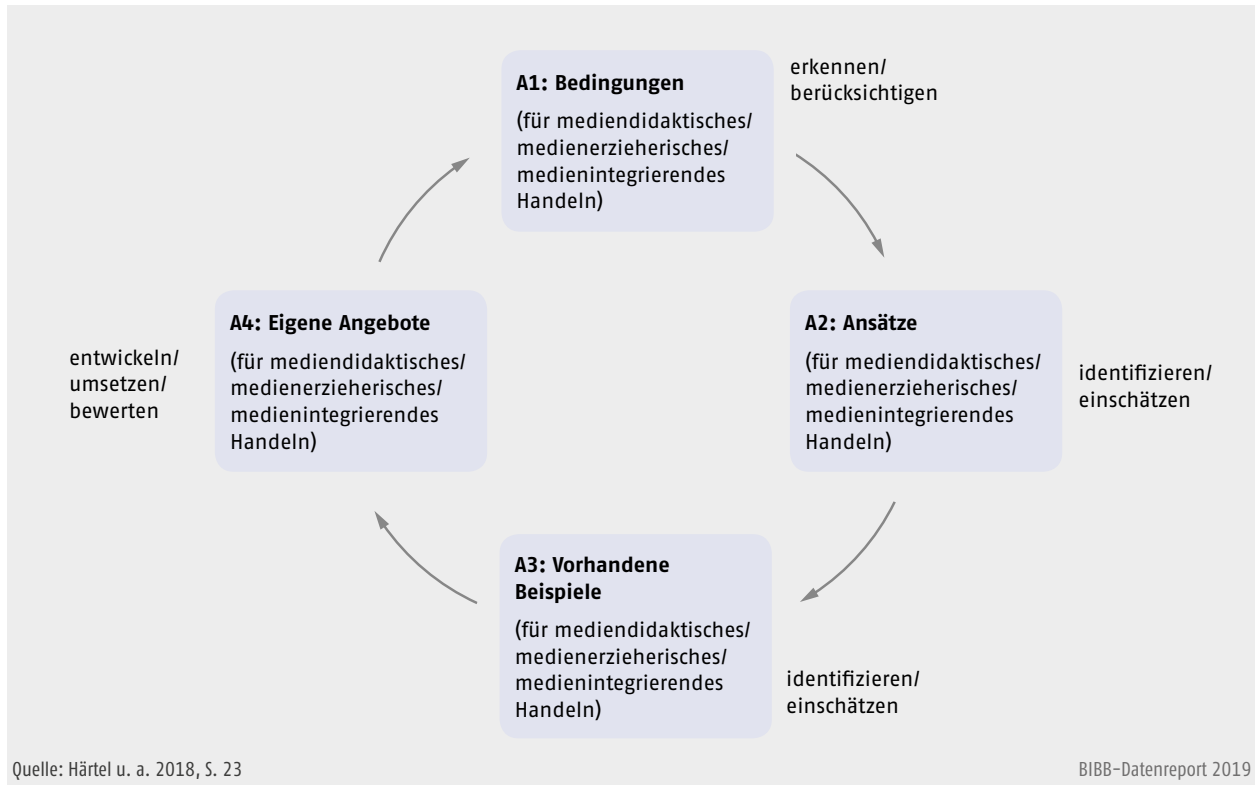 A1: Bedingungen
(für mediendidaktisches/
medienerzieherisches/
medienintegrierendes
Handeln)
erkennen/
berücksichtigen
A2: Ansätze
(für mediendidaktisches/
medienerzieherisches/
medienintegrierendes
Handeln)
identifizieren/
einschätzen
A3: Vorhandene
Beispiele
(für mediendidaktisches/
medienerzieherisches/
medienintegrierendes
Handeln)
identifizieren/
einschätzen
A4: Eigene Angebote
(für mediendidaktisches/
medienerzieherisches/
medienintegrierendes
Handeln)
entwickeln/
umsetzen/
bewerten
Quelle: Härtel u. a. 2018, S. 23
BIBB-Datenreport 2019